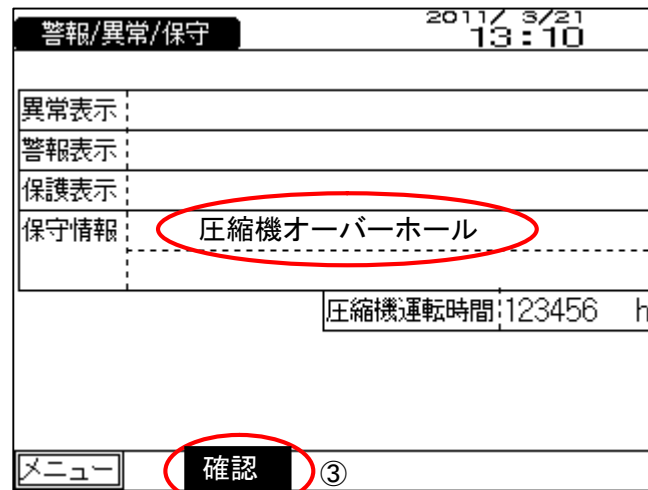 警報/異常/保守
2011/ 3/21
13:10
異常表示
警報表示
保護表示
保守情報 圧縮機オーバーホール
圧縮機運転時間 123456 h
メニュー 確認 ③